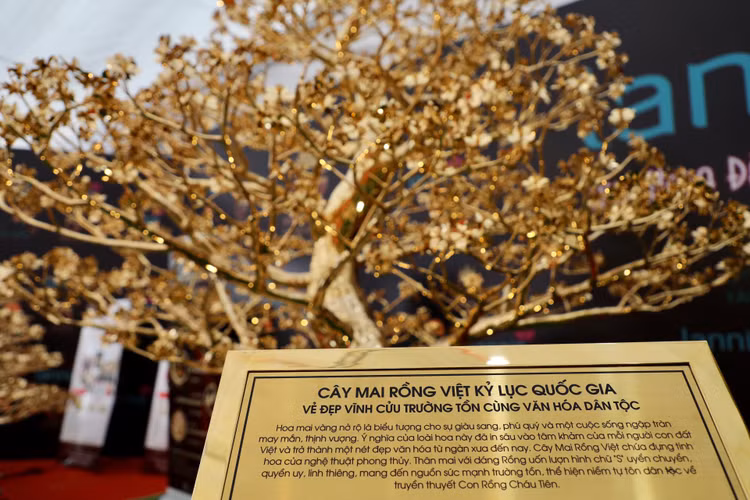 CÂY MAI RỒNG VIỆT KỶ LỤC QUỐC GIA
VẺ ĐẸP VĨNH CỬU TRƯỜNG TỒN CÙNG VĂN HÓA DÂN TỘC
Hoa mai vàng nở rộ là biểu tượng cho sự giàu sang, phú quý và một cuộc sống ngập tràn
may mắn, thịnh vượng. Ý nghĩa của loài hoa này đã in sâu vào tâm khảm của mỗi người con đất
Việt và trở thành một nét đẹp văn hóa từ ngàn xưa đến nay. Cây Mai Rồng Việt chứa đựng tinh
hoa của nghệ thuật phong thủy. Thân mai với dáng Rồng uốn lượn hình chữ "S" uyển chuyển,
quyền uy, linh thiêng, mang đến nguồn sức mạnh trường tồn, thể hiện niềm tự tôn dân tộc về
truyền thuyết Con Rồng Cháu Tiên.